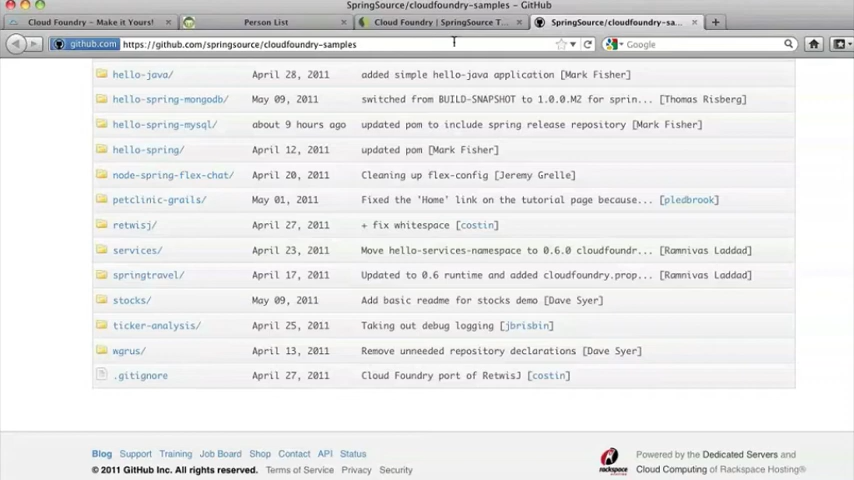 SpringSource/cloudfoundry-samples - GitHub
Cloud Foundry - Make it Yours! Person List Cloud Foundry | SpringSource T... SpringSource/cloudfoundry-sa...
github.com https://github.com/springsource/cloudfoundry-samples Google
hello-java/ April 28, 2011 added simple hello-java application [Mark Fisher]
hello-spring-mongodb/ May 09, 2011 switched from BUILD-SNAPSHOT to 1.0.0.M2 for sprin... [Thomas Risberg]
hello-spring-mysql/ about 9 hours ago updated pom to include spring release repository [Mark Fisher]
hello-spring/ April 12, 2011 updated pom [Mark Fisher]
node-spring-flex-chat/ April 20, 2011 Cleaning up flex-config [Jeremy Grelle]
petclinic-grails/ May 01, 2011 Fixed the 'Home' link on the tutorial page because... [pledbrook]
retwisj/ April 27, 2011 + fix whitespace [costin]
services/ April 23, 2011 Move hello-services-namespace to 0.6.0 cloudfoundr... [Ramnivas Laddad]
springtravel/ April 17, 2011 Updated to 0.6 runtime and added cloudfoundry.prop... [Ramnivas Laddad]
stocks/ May 09, 2011 Add basic readme for stocks demo [Dave Syer]
ticker-analysis/ April 25, 2011 Taking out debug logging [jbrisbin]
wgrus/ April 13, 2011 Remove unneeded repository declarations [Dave Syer]
.gitignore April 27, 2011 Cloud Foundry port of RetwisJ [costin]
Blog Support Training Job Board Shop Contact API Status
© 2011 GitHub Inc. All rights reserved. Terms of Service Privacy Security
rackspace
Powered by the Dedicated Servers and
Cloud Computing of Rackspace Hosting®